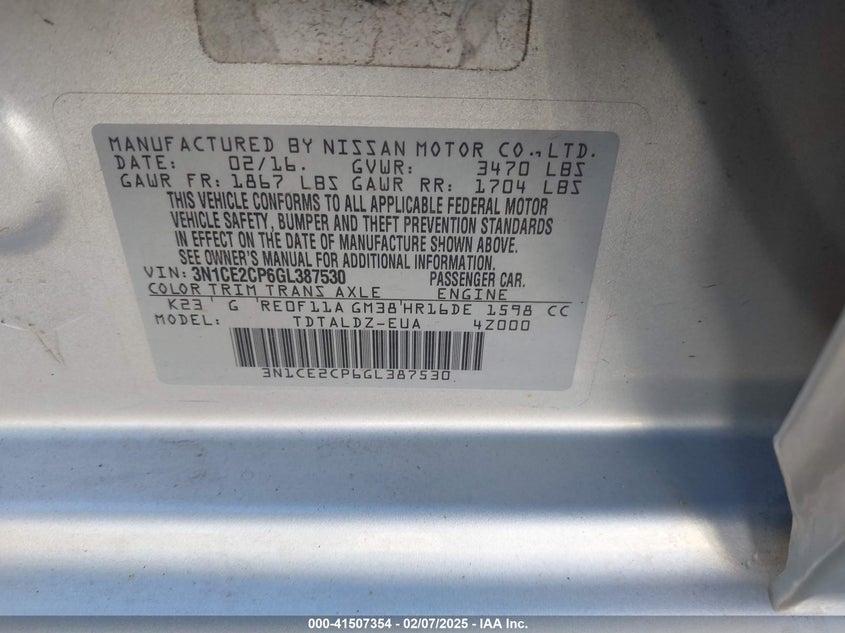 MANUFACTURED BY NISSAN MOTOR CO.,LTD.
DATE: 02/16. GVWR: 3470 LBS
GAWR FR: 1867 LBS GAWR RR: 1704 LBS
THIS VEHICLE CONFORMS TO ALL APPLICABLE FEDERAL MOTOR
VEHICLE SAFETY, BUMPER AND THEFT PREVENTION STANDARDS
IN EFFECT ON THE DATE OF MANUFACTURE SHOWN ABOVE.
SEE OWNER'S MANUAL FOR ADDITIONAL INFORMATION.
VIN: 3N1CE2CP6GL387530 PASSENGER CAR.
COLOR TRIM TRANS AXLE ENGINE
K23' G 'RE0F11A GM38'HR16DE 1598 CC
MODEL: TDTALDZ-EUA 4Z000
3N1CE2CP6GL387530
000-41507354 - 02/07/2025 - IAA Inc.